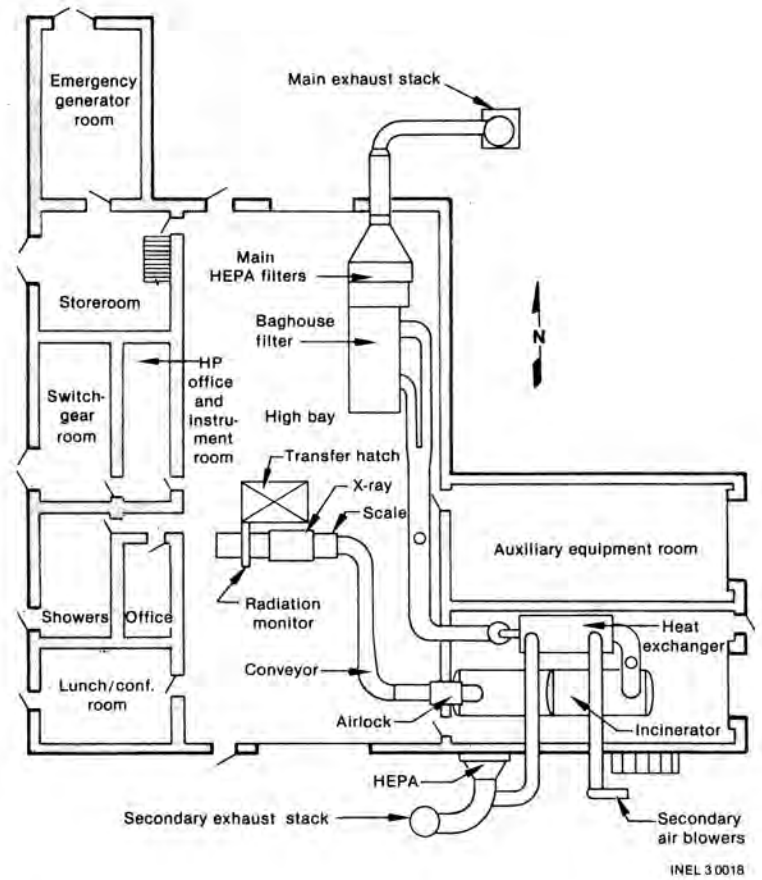 Emergency
generator
room
Main exhaust stack
Main
HEPA filters
Storeroom
Baghouse
filter
N
HP
office
and
instru-
ment
room
Switch-
gear
room
High bay
Transfer hatch
X-ray
Scale
Auxiliary equipment room
Radiation
monitor
Showers
Office
Heat
exchanger
Conveyor
Lunch/conf.
room
Airlock
Incinerator
HEPA
Secondary exhaust stack
Secondary
air blowers
INEL 3 0018